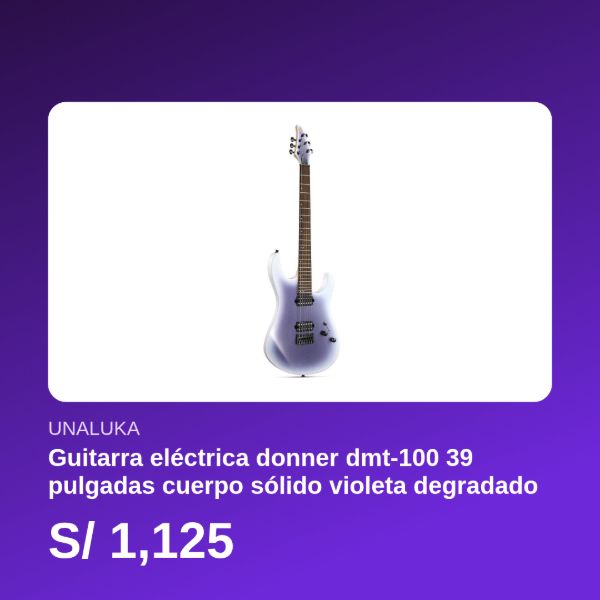 UNALUKA
Guitarra eléctrica donner dmt-100 39
pulgadas cuerpo sólido violeta degradado
S/ 1,125